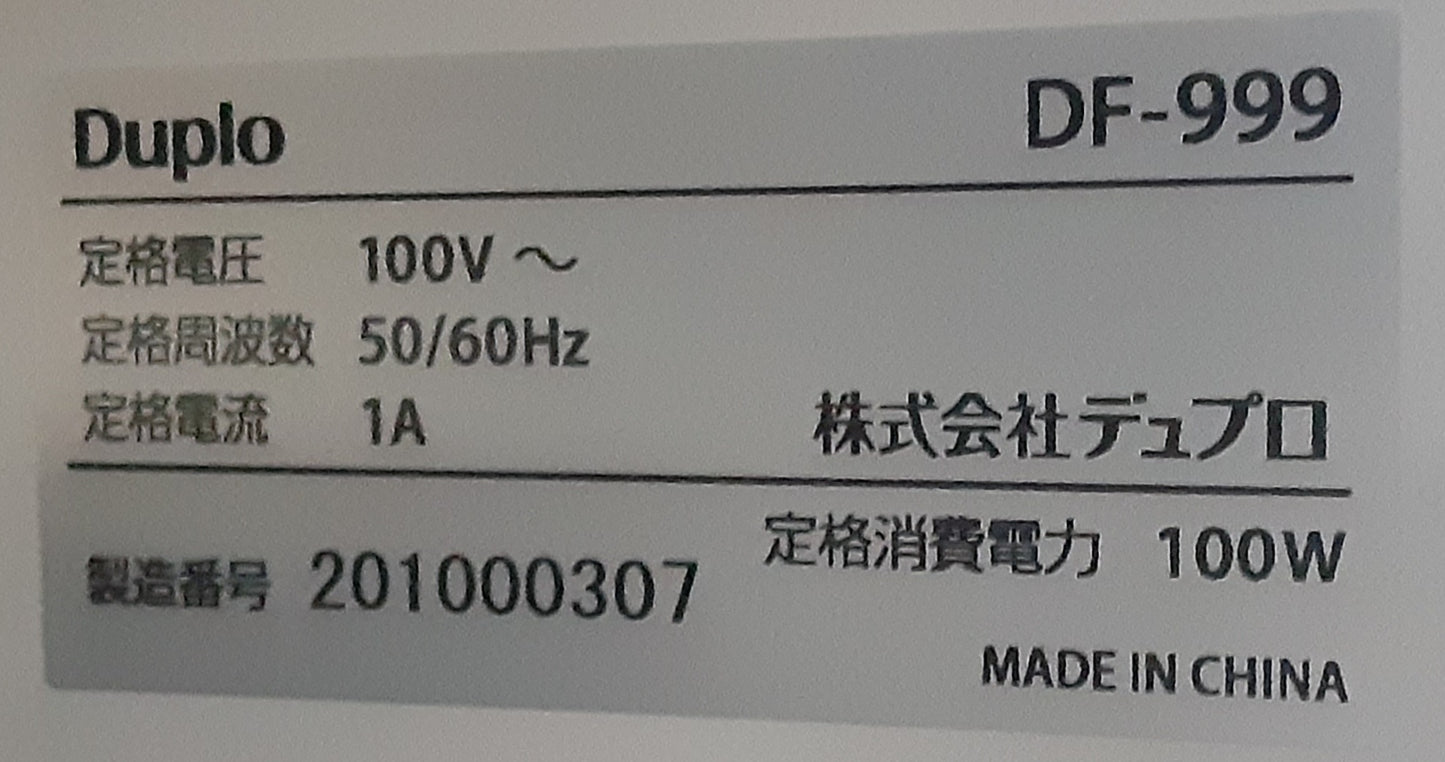 Duplo DF-999
定格電圧 100V ～
定格周波数 50/60Hz
定格電流 1A
株式会社デュプロ
定格消費電力 100W
製造番号 201000307
MADE IN CHINA